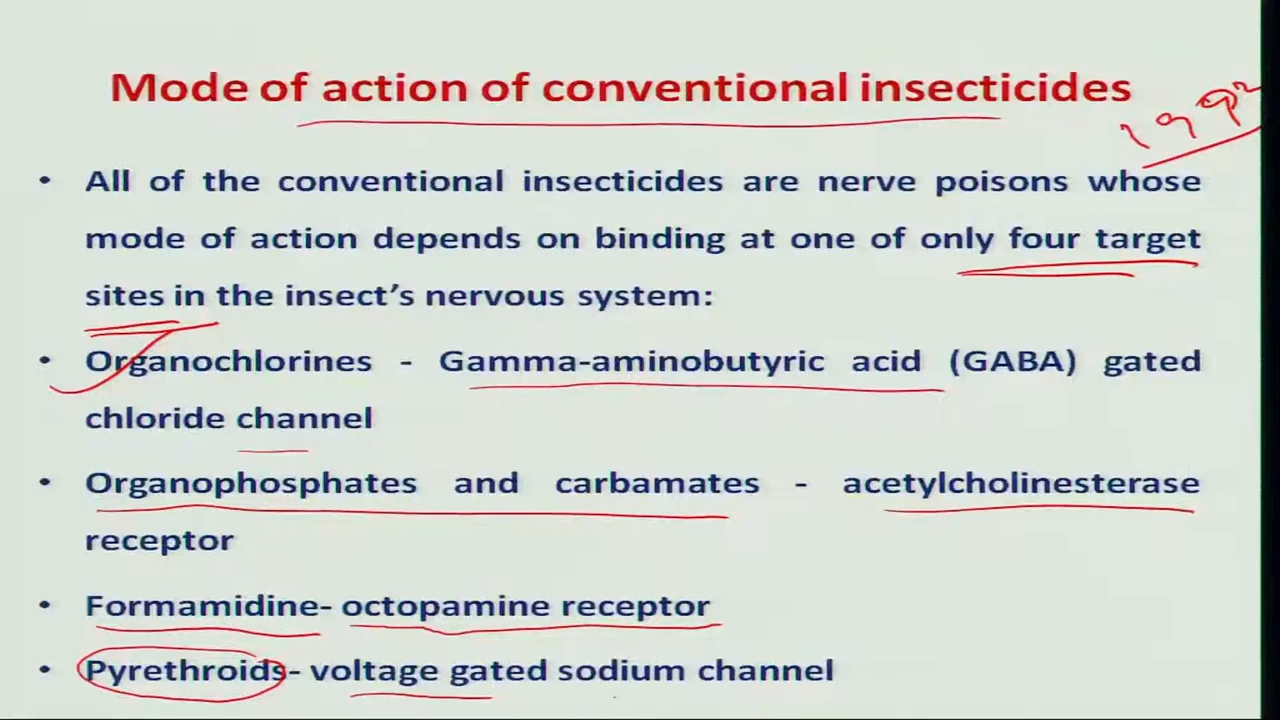 Mode of action of conventional insecticides
1992
• All of the conventional insecticides are nerve poisons whose
mode of action depends on binding at one of only four target
sites in the insect's nervous system:
• Organochlorines - Gamma-aminobutyric acid (GABA) gated
chloride channel
• Organophosphates and carbamates - acetylcholinesterase
receptor
• Formamidine- octopamine receptor
• Pyrethroids- voltage gated sodium channel